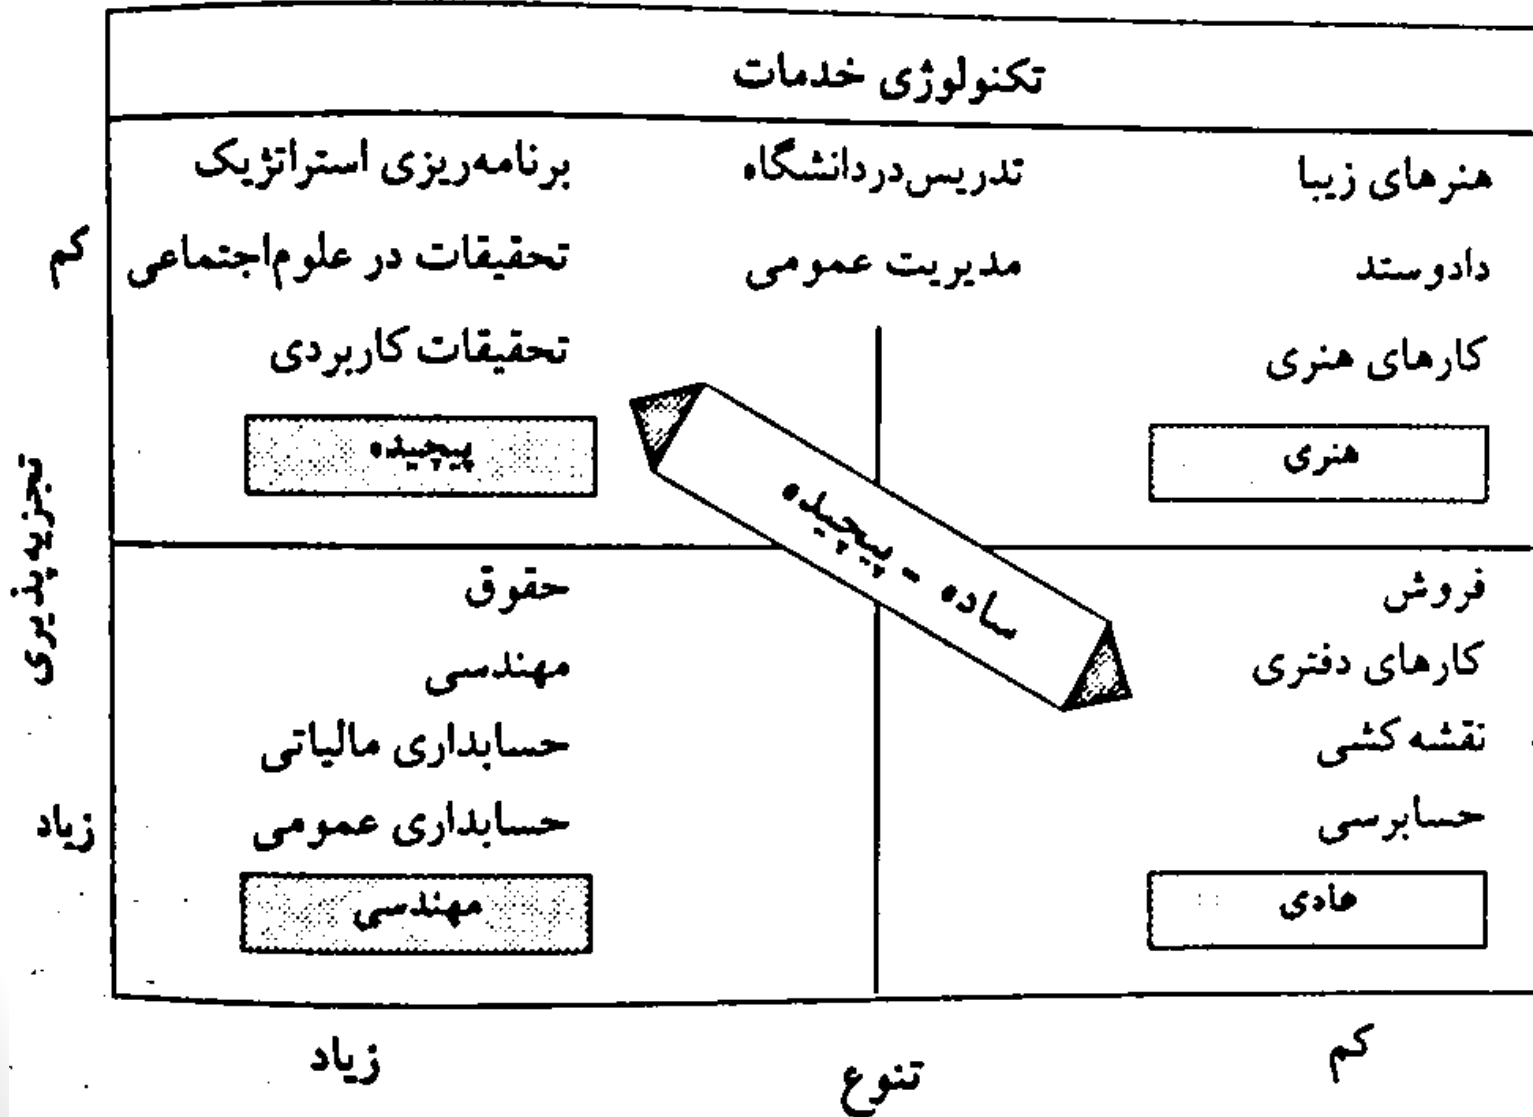 تکنولوژی خدمات
هنرهای زیبا
دادوستد
کارهای هنری
هنری
تدریس در دانشگاه
مدیریت عمومی
برنامه‌ریزی استراتژیک
تحقیقات در علوم اجتماعی
تحقیقات کاربردی
پیچیده
ساده - پیچیده
فروش
کارهای دفتری
نقشه کشی
حسابرسی
عادی
حقوق
مهندسی
حسابداری مالیاتی
حسابداری عمومی
مهندسی
کم
تجزیه پذیری
زیاد
کم
تنوع
زیاد